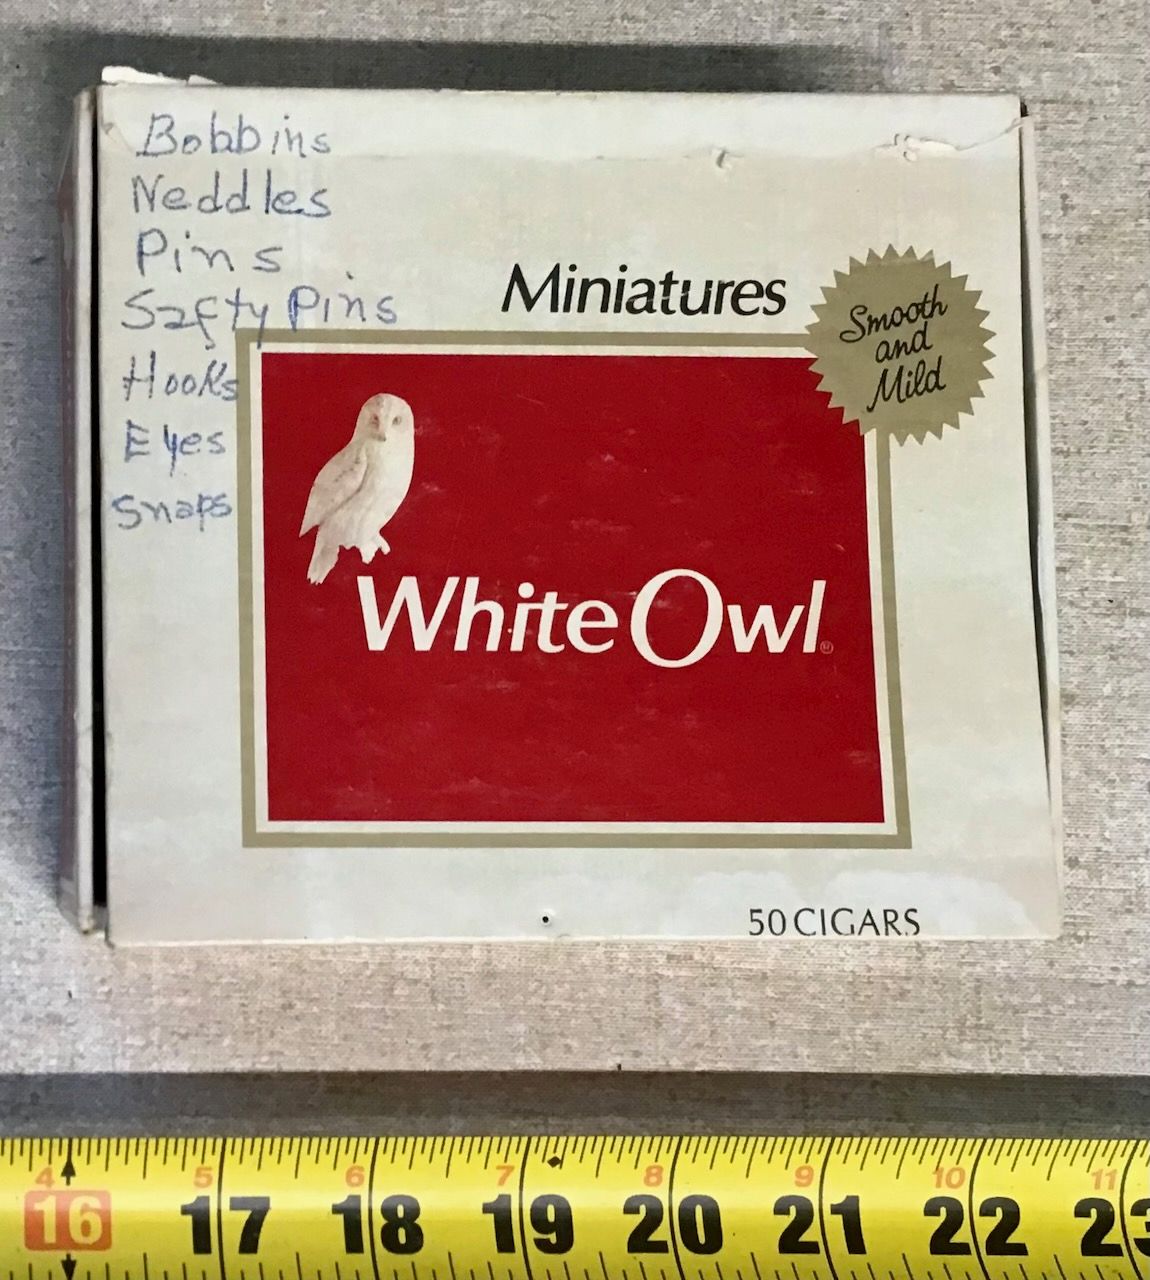 Bobbins
Neddles
Pins
Safty Pins
Hooks
Eyes
Snaps
Miniatures
Smooth
and
Mild
White Owl®
50 CIGARS
4 5 6 7 8 9 10 11
16 17 18 19 20 21 22 23